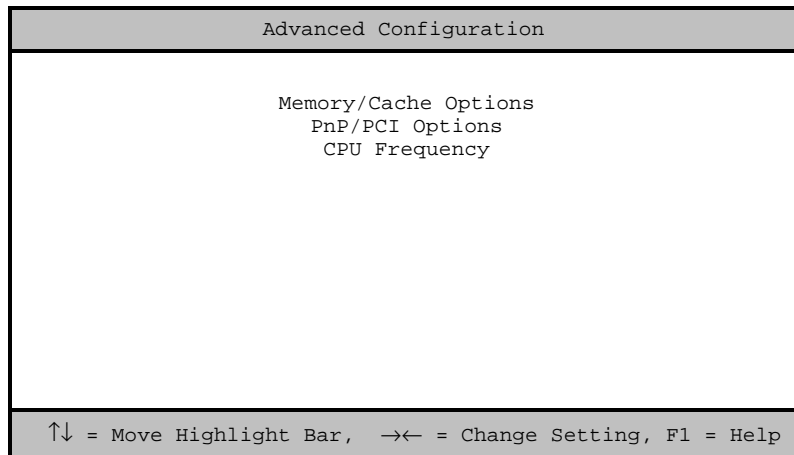 Advanced Configuration
Memory/Cache Options
PnP/PCI Options
CPU Frequency
↑↓ = Move Highlight Bar, →← = Change Setting, F1 = Help